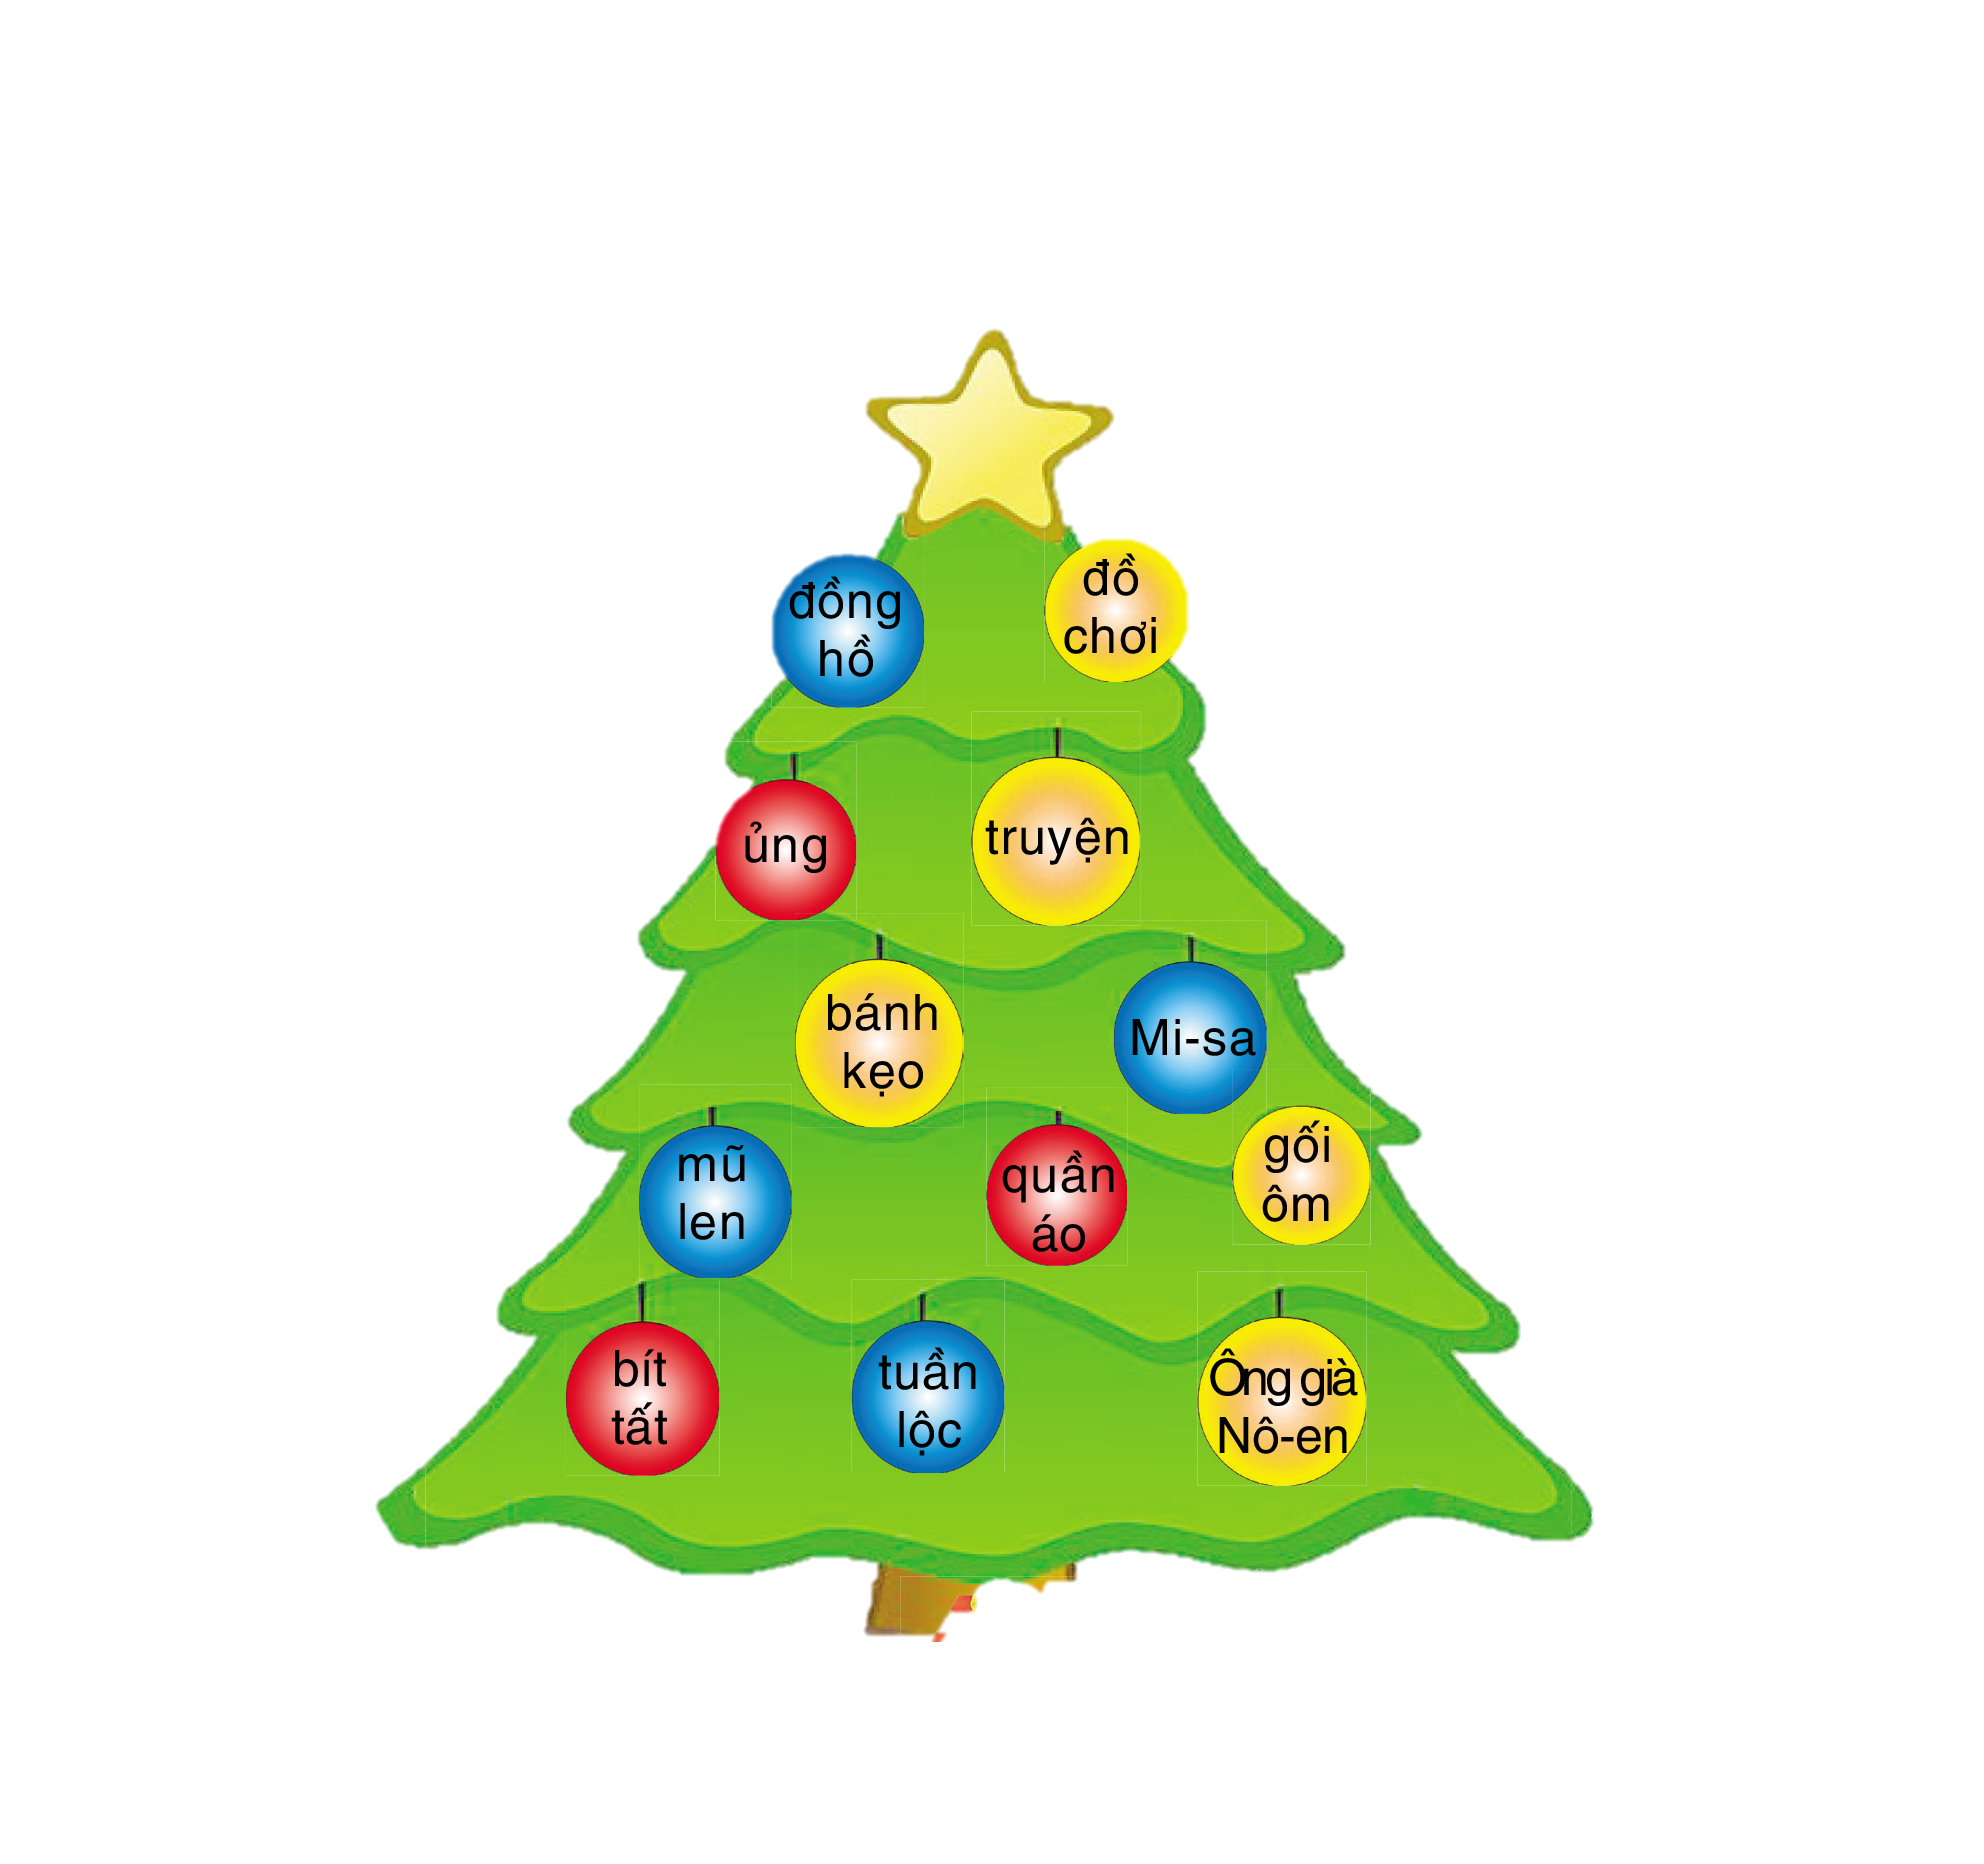 đồng
hồ
đồ
chơi
ủng
truyện
bánh
kẹo
Mi-sa
mũ
len
quần
áo
gối
ôm
bít
tất
tuần
lộc
Ông già
Nô-en